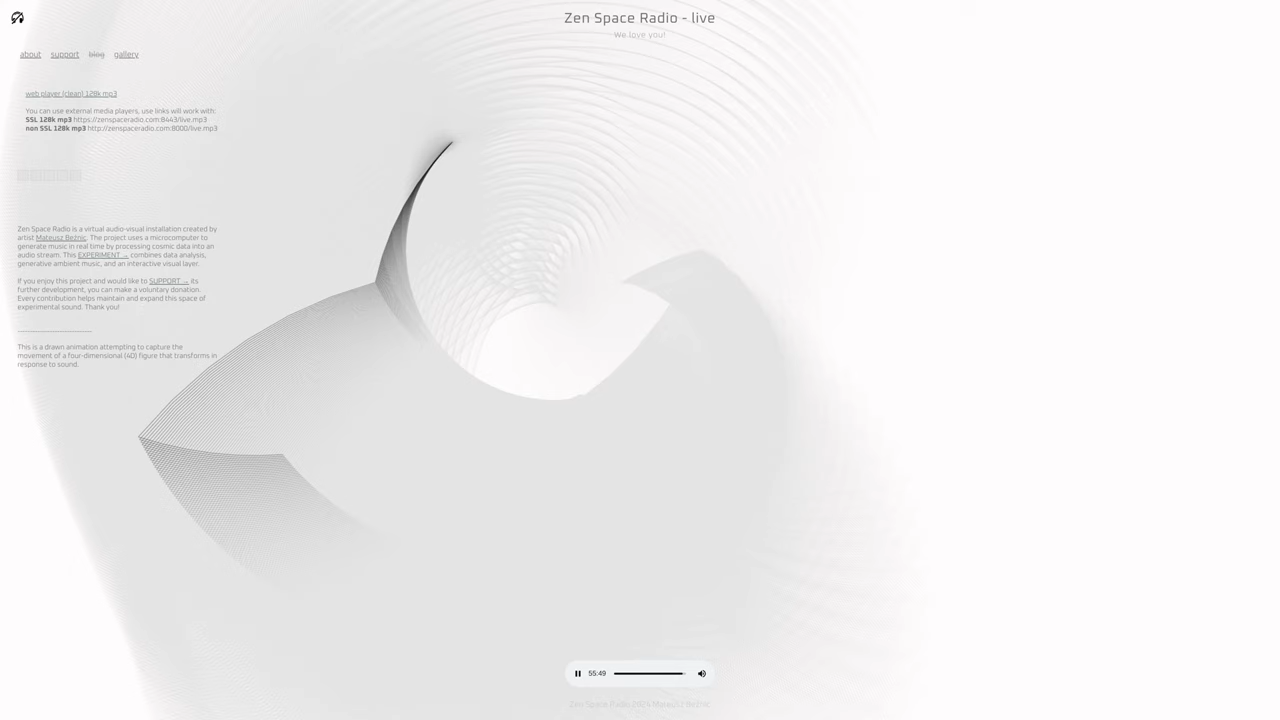 Zen Space Radio - live
We love you!
about support blog gallery
web player (clean) 128k mp3
You can use external media players, use links will work with:
SSL 128k mp3 https://zenspaceradio.com:8443/live.mp3
non SSL 128k mp3 http://zenspaceradio.com:8000/live.mp3
Zen Space Radio is a virtual audio-visual installation created by
artist Mateusz Beźnic. The project uses a microcomputer to
generate music in real time by processing cosmic data into an
audio stream. This EXPERIMENT → combines data analysis,
generative ambient music, and an interactive visual layer.
If you enjoy this project and would like to SUPPORT → its
further development, you can make a voluntary donation.
Every contribution helps maintain and expand this space of
experimental sound. Thank you!
This is a drawn animation attempting to capture the
movement of a four-dimensional (4D) figure that transforms in
response to sound.
55:49
Zen Space Radio Mateusz Beźnic